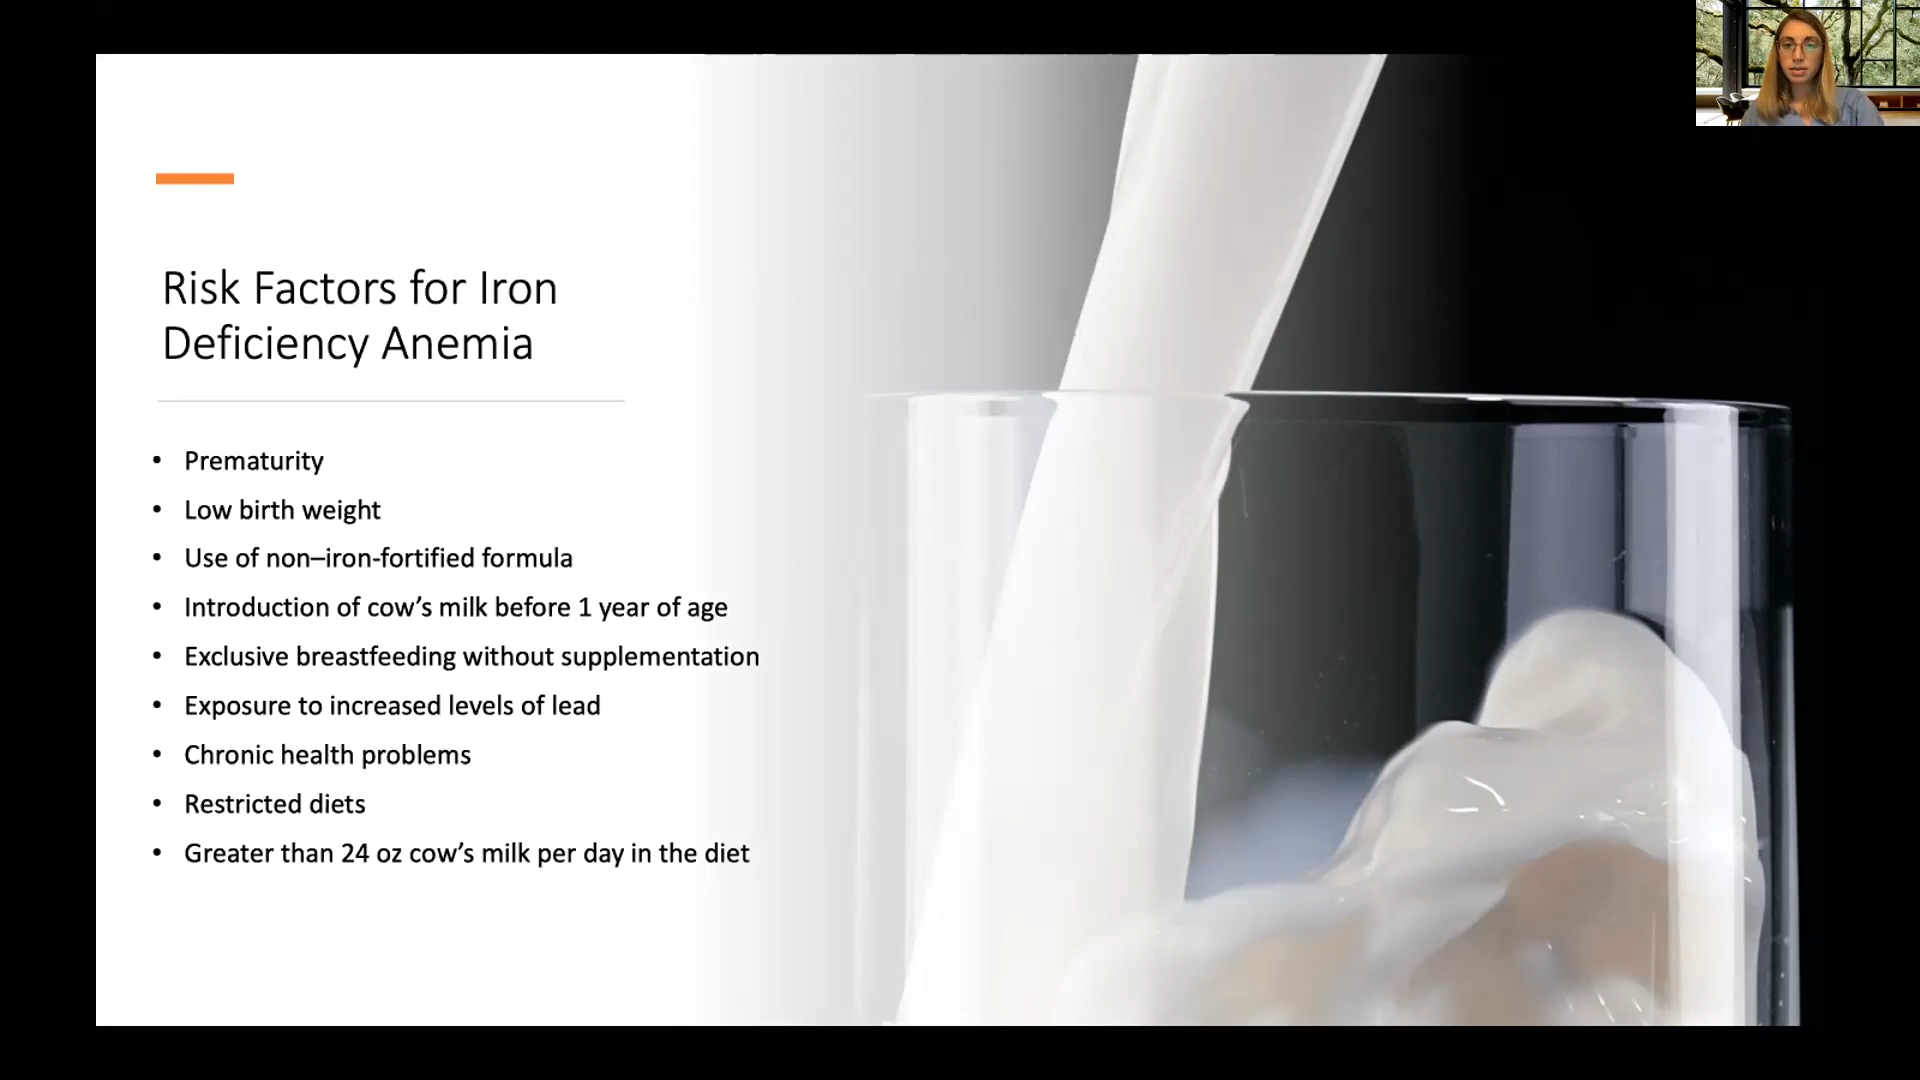 Risk Factors for Iron
Deficiency Anemia
• Prematurity
• Low birth weight
• Use of non–iron-fortified formula
• Introduction of cow’s milk before 1 year of age
• Exclusive breastfeeding without supplementation
• Exposure to increased levels of lead
• Chronic health problems
• Restricted diets
• Greater than 24 oz cow’s milk per day in the diet